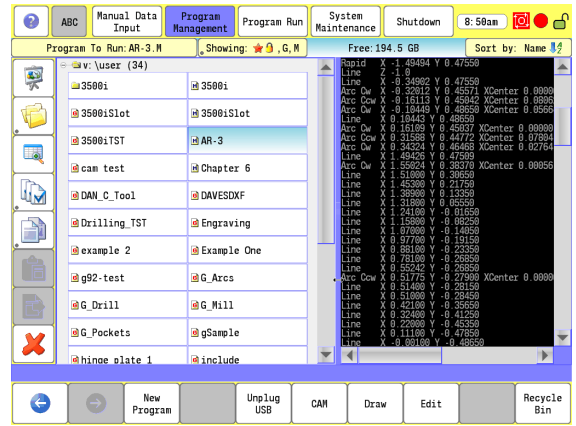 ABC
Manual Data
Input
Program
Management
Program Run
System
Maintenance
Shutdown
8:50am
Program To Run: AR-3.M
Showing: , G, M
Free: 194.5 GB
Sort by: Name
v: \user (34)
3500i
3500i
3500iSlot
3500iSlot
3500iTST
AR-3
cam test
Chapter 6
DAN_C_Tool
DAVESDXF
Drilling_TST
Engraving
example 2
Example One
g92-test
G_Arcs
G_Drill
G_Mill
G_Pockets
gSample
hinge plate 1
include
Rapid X -1.49494 Y 0.47550
Line Z -1.0
Line X -0.34902 Y 0.47550
Arc Cw X -0.32012 Y 0.45571 XCenter 0.0000
Arc Ccw X -0.16113 Y 0.45042 XCenter 0.0806
Arc Cw X -0.10449 Y 0.48650 XCenter 0.0566
Line X 0.10443 Y 0.48650
Arc Cw X 0.16109 Y 0.45037 XCenter 0.00000
Arc Ccw X 0.31588 Y 0.44772 XCenter 0.07804
Arc Cw X 0.34324 Y 0.46468 XCenter 0.02764
Line X 1.49426 Y 0.47509
Arc Cw X 1.55024 Y 0.38370 XCenter 0.00056
Line X 1.51000 Y 0.30650
Line X 1.45300 Y 0.21750
Line X 1.38900 Y 0.13350
Line X 1.31800 Y 0.05550
Line X 1.24100 Y -0.01650
Line X 1.15800 Y -0.08250
Line X 1.07000 Y -0.14050
Line X 0.97700 Y -0.19150
Line X 0.88100 Y -0.23350
Line X 0.78100 Y -0.26850
Line X 0.55242 Y -0.26850
Arc Ccw X 0.51775 Y -0.27900 XCenter 0.0000
Line X 0.51400 Y -0.28150
Line X 0.51000 Y -0.28450
Line X 0.42100 Y -0.35650
Line X 0.32400 Y -0.41250
Line X 0.22000 Y -0.45350
Line X 0.11100 Y -0.47850
Line X -0.00100 Y -0.48650
New
Program
Unplug
USB
CAM
Draw
Edit
Recycle
Bin